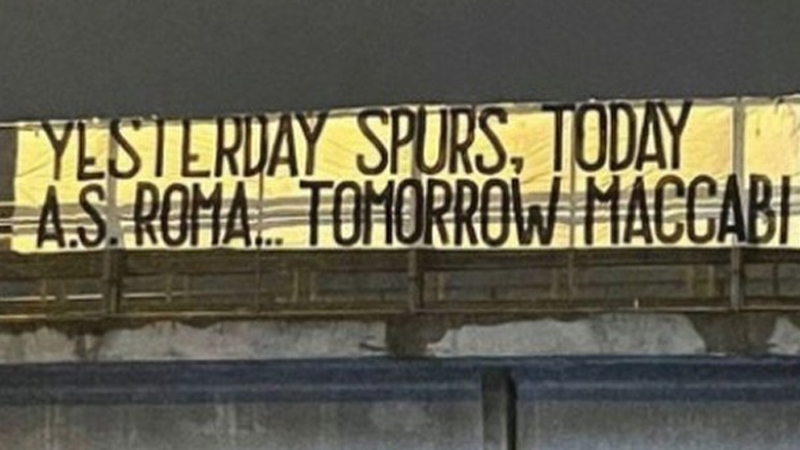 YESTERDAY SPURS, TODAY
A.S. ROMA... TOMORROW MACCABI